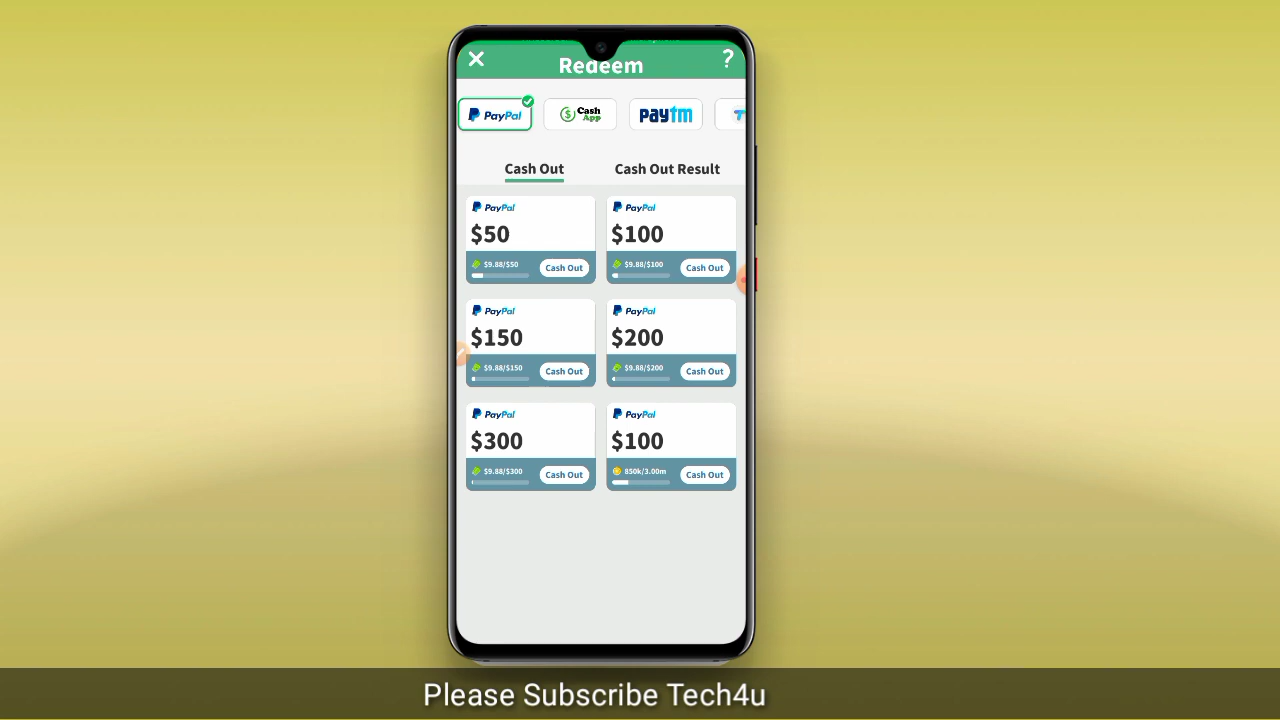 Redeem
?
PayPal
Cash App
Paytm
Cash Out
Cash Out Result
PayPal
$50
$9.88/$50
Cash Out
PayPal
$100
$9.88/$100
Cash Out
PayPal
$150
$9.88/$150
Cash Out
PayPal
$200
$9.88/$200
Cash Out
PayPal
$300
$9.88/$300
Cash Out
PayPal
$100
850k/3.00m
Cash Out
Please Subscribe Tech4u